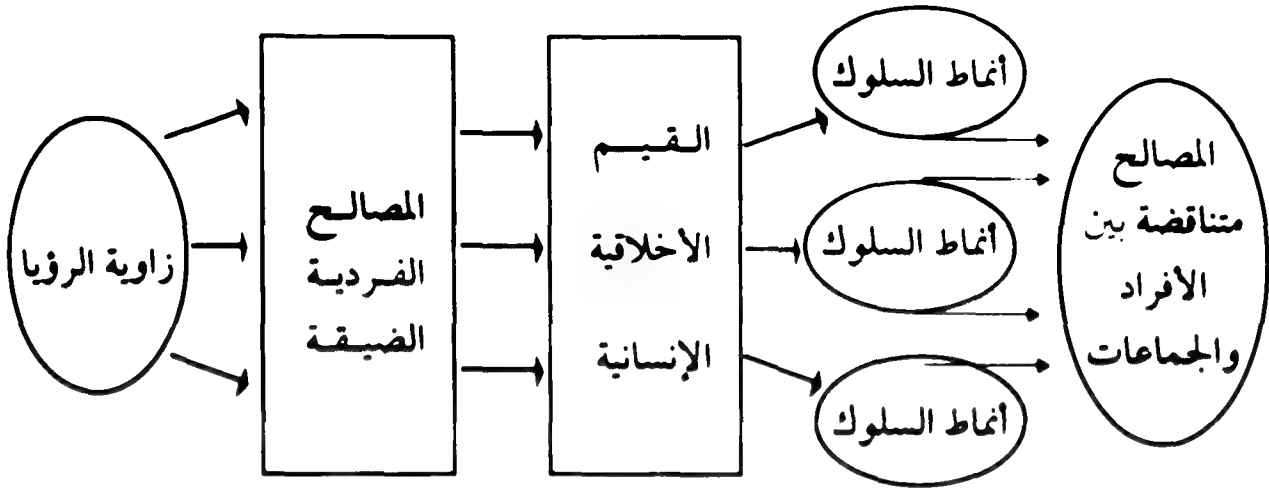 زاوية الرؤيا
المصالح
الفردية
الضيقة
القيم
الأخلاقية
الإنسانية
أنماط السلوك
أنماط السلوك
أنماط السلوك
المصالح
متناقضة بين
الأفراد
والجماعات